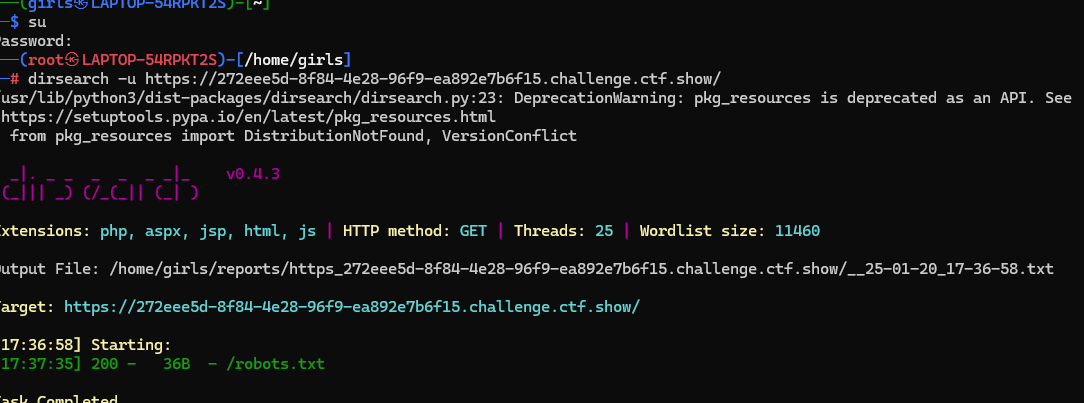 ──(girls㉿LAPTOP-54RPKT2S)-[~]
─$ su
assword:
──(root㉿LAPTOP-54RPKT2S)-[/home/girls]
─# dirsearch -u https://272eee5d-8f84-4e28-96f9-ea892e7b6f15.challenge.ctf.show/
usr/lib/python3/dist-packages/dirsearch/dirsearch.py:23: DeprecationWarning: pkg_resources is deprecated as an API. See
https://setuptools.pypa.io/en/latest/pkg_resources.html
from pkg_resources import DistributionNotFound, VersionConflict
_|. _ _ _ _ _ _|_ v0.4.3
(_||| _) (/_(_|| (_| )
xtensions: php, aspx, jsp, html, js | HTTP method: GET | Threads: 25 | Wordlist size: 11460
utput File: /home/girls/reports/https_272eee5d-8f84-4e28-96f9-ea892e7b6f15.challenge.ctf.show/__25-01-20_17-36-58.txt
arget: https://272eee5d-8f84-4e28-96f9-ea892e7b6f15.challenge.ctf.show/
17:36:58] Starting:
17:37:35] 200 - 36B - /robots.txt
ask Completed